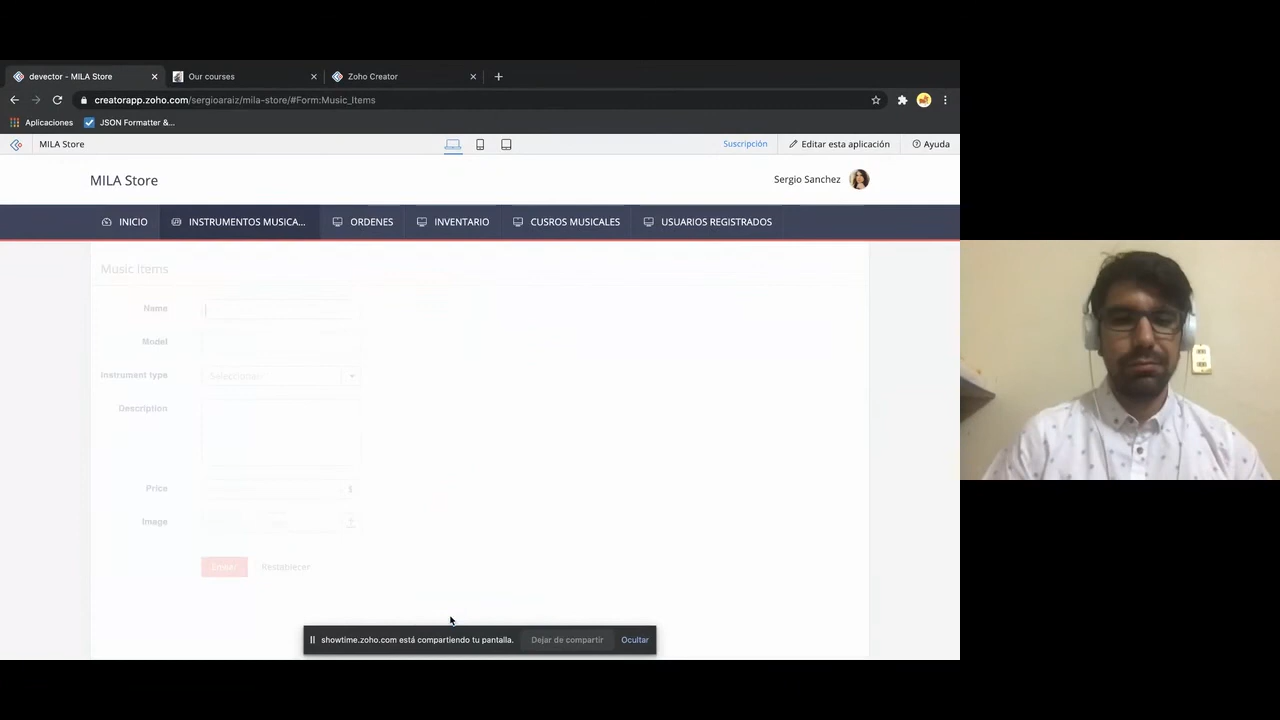 devector - MILA Store
Our courses
Zoho Creator
creatorapp.zoho.com/sergioaraiz/mila-store/#Form:Music_Items
Aplicaciones
JSON Formatter &...
MILA Store
Suscripción
Editar esta aplicación
Ayuda
MILA Store
Sergio Sanchez
INICIO
INSTRUMENTOS MUSICA...
ORDENES
INVENTARIO
CUSROS MUSICALES
USUARIOS REGISTRADOS
Music Items
Name
Model
Instrument type
Description
Price
Image
Enviar
Restablecer
showtime.zoho.com está compartiendo tu pantalla.
Dejar de compartir
Ocultar